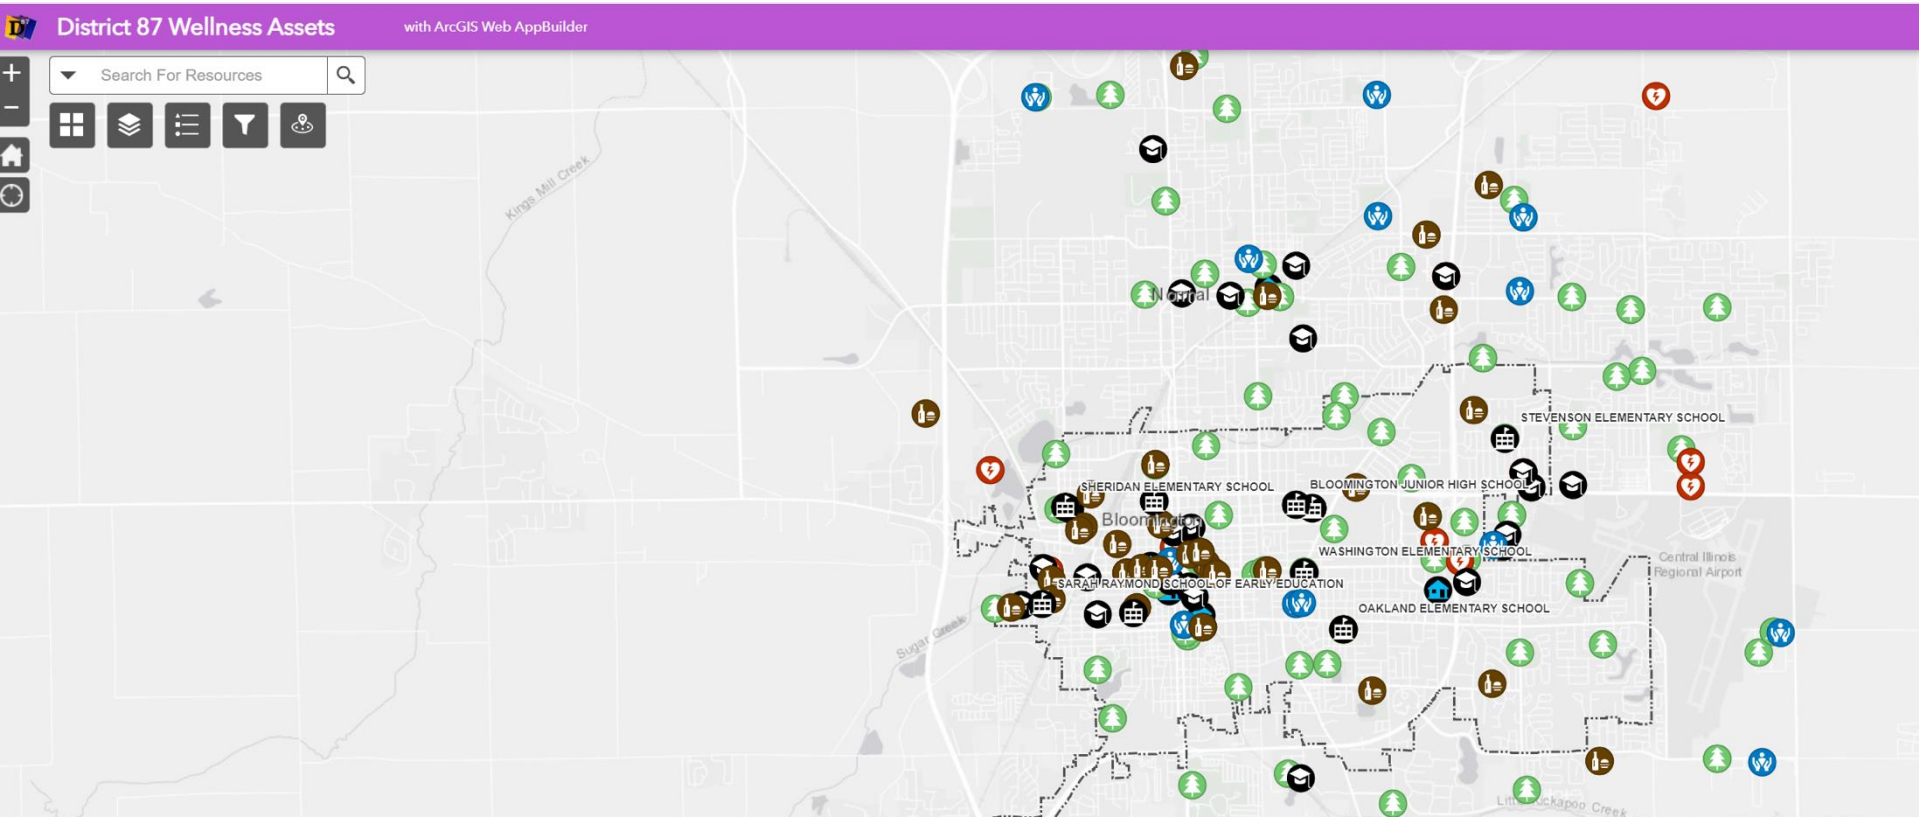 District 87 Wellness Assets
with ArcGIS Web AppBuilder
Search For Resources
Kings Mill Creek
Normal
STEVENSON ELEMENTARY SCHOOL
SHERIDAN ELEMENTARY SCHOOL
BLOOMINGTON JUNIOR HIGH SCHOOL
Bloomington
WASHINGTON ELEMENTARY SCHOOL
Central Illinois
Regional Airport
SARAH RAYMOND SCHOOL OF EARLY EDUCATION
OAKLAND ELEMENTARY SCHOOL
Sugar Creek
Little Kickapoo Creek